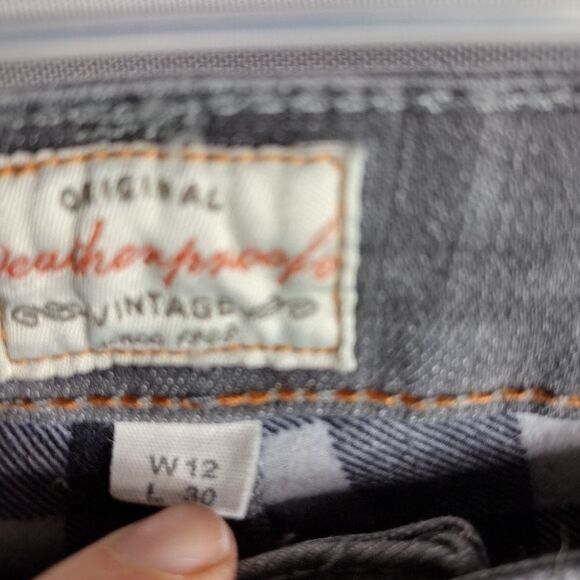 ORIGINAL
Weatherproof
VINTAGE
W 12
L 30